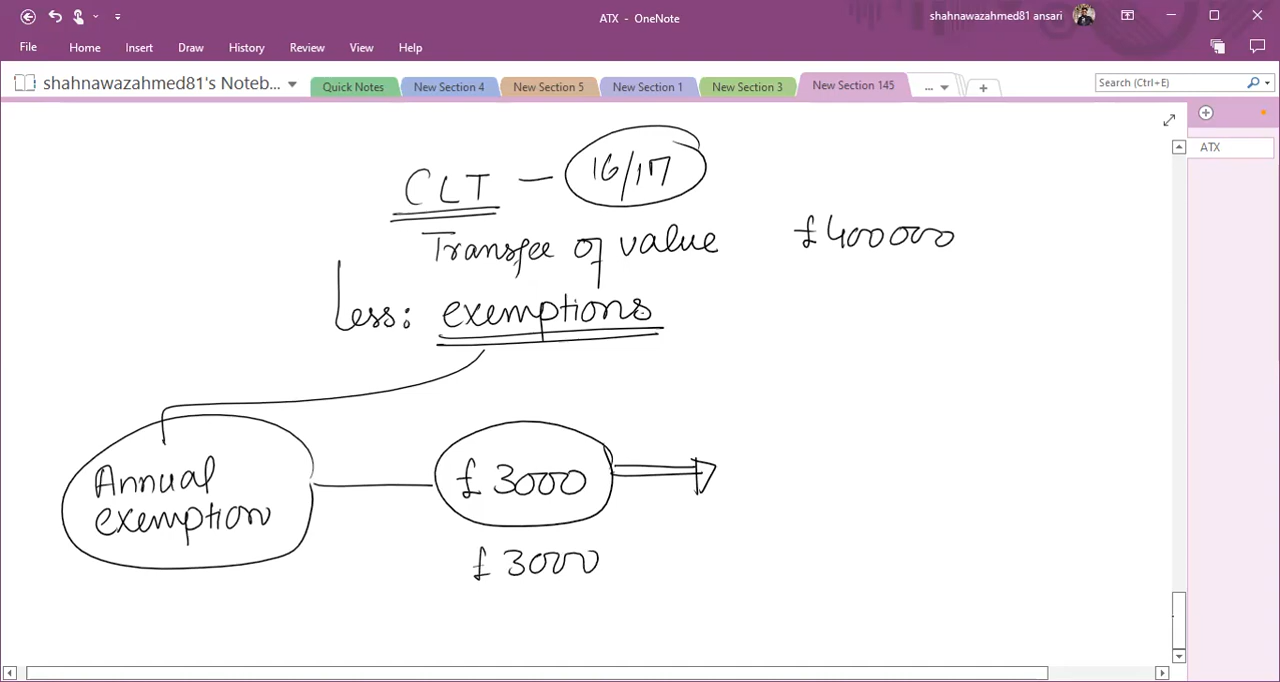 ATX - OneNote
shahnawazahmed81 ansari
File Home Insert Draw History Review View Help
shahnawazahmed81's Noteb...
Quick Notes New Section 4 New Section 5 New Section 1 New Section 3 New Section 145 ...
Search (Ctrl+E)
ATX
CLT — 16/17
Transfer of value £400000
Less: exemptions
Annual £3000
exemption
£3000